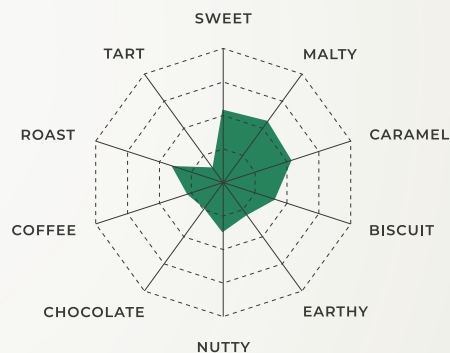 SWEET
TART
MALTY
ROAST
CARAMEL
COFFEE
BISCUIT
CHOCOLATE
EARTHY
NUTTY